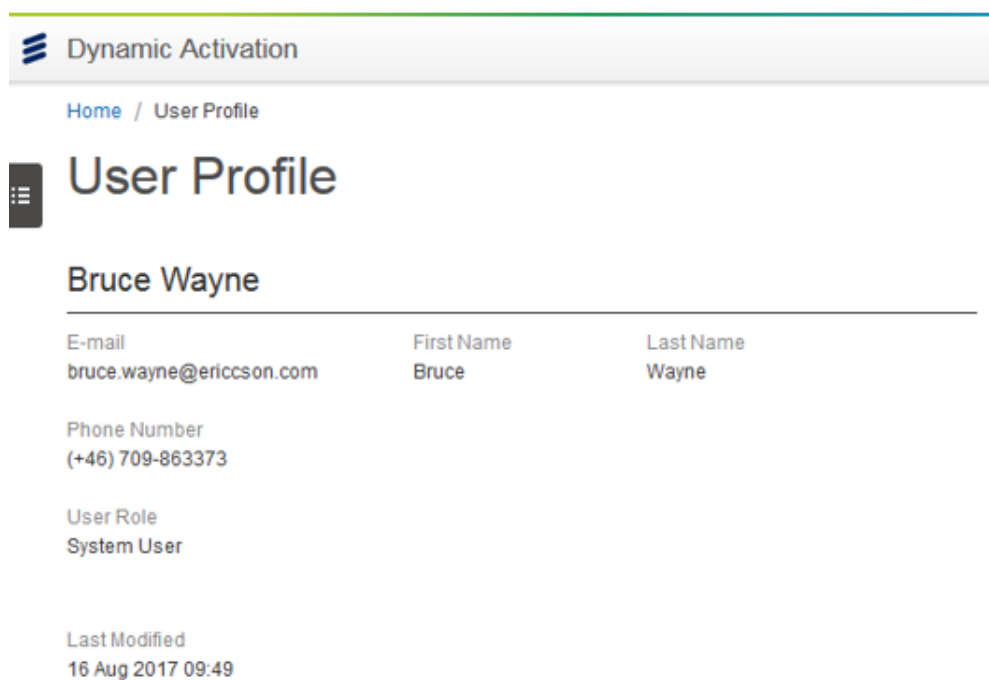 Dynamic Activation
Home / User Profile
User Profile
Bruce Wayne
E-mail First Name Last Name
bruce.wayne@ericcson.com Bruce Wayne
Phone Number
(+46) 709-863373
User Role
System User
Last Modified
16 Aug 2017 09:49